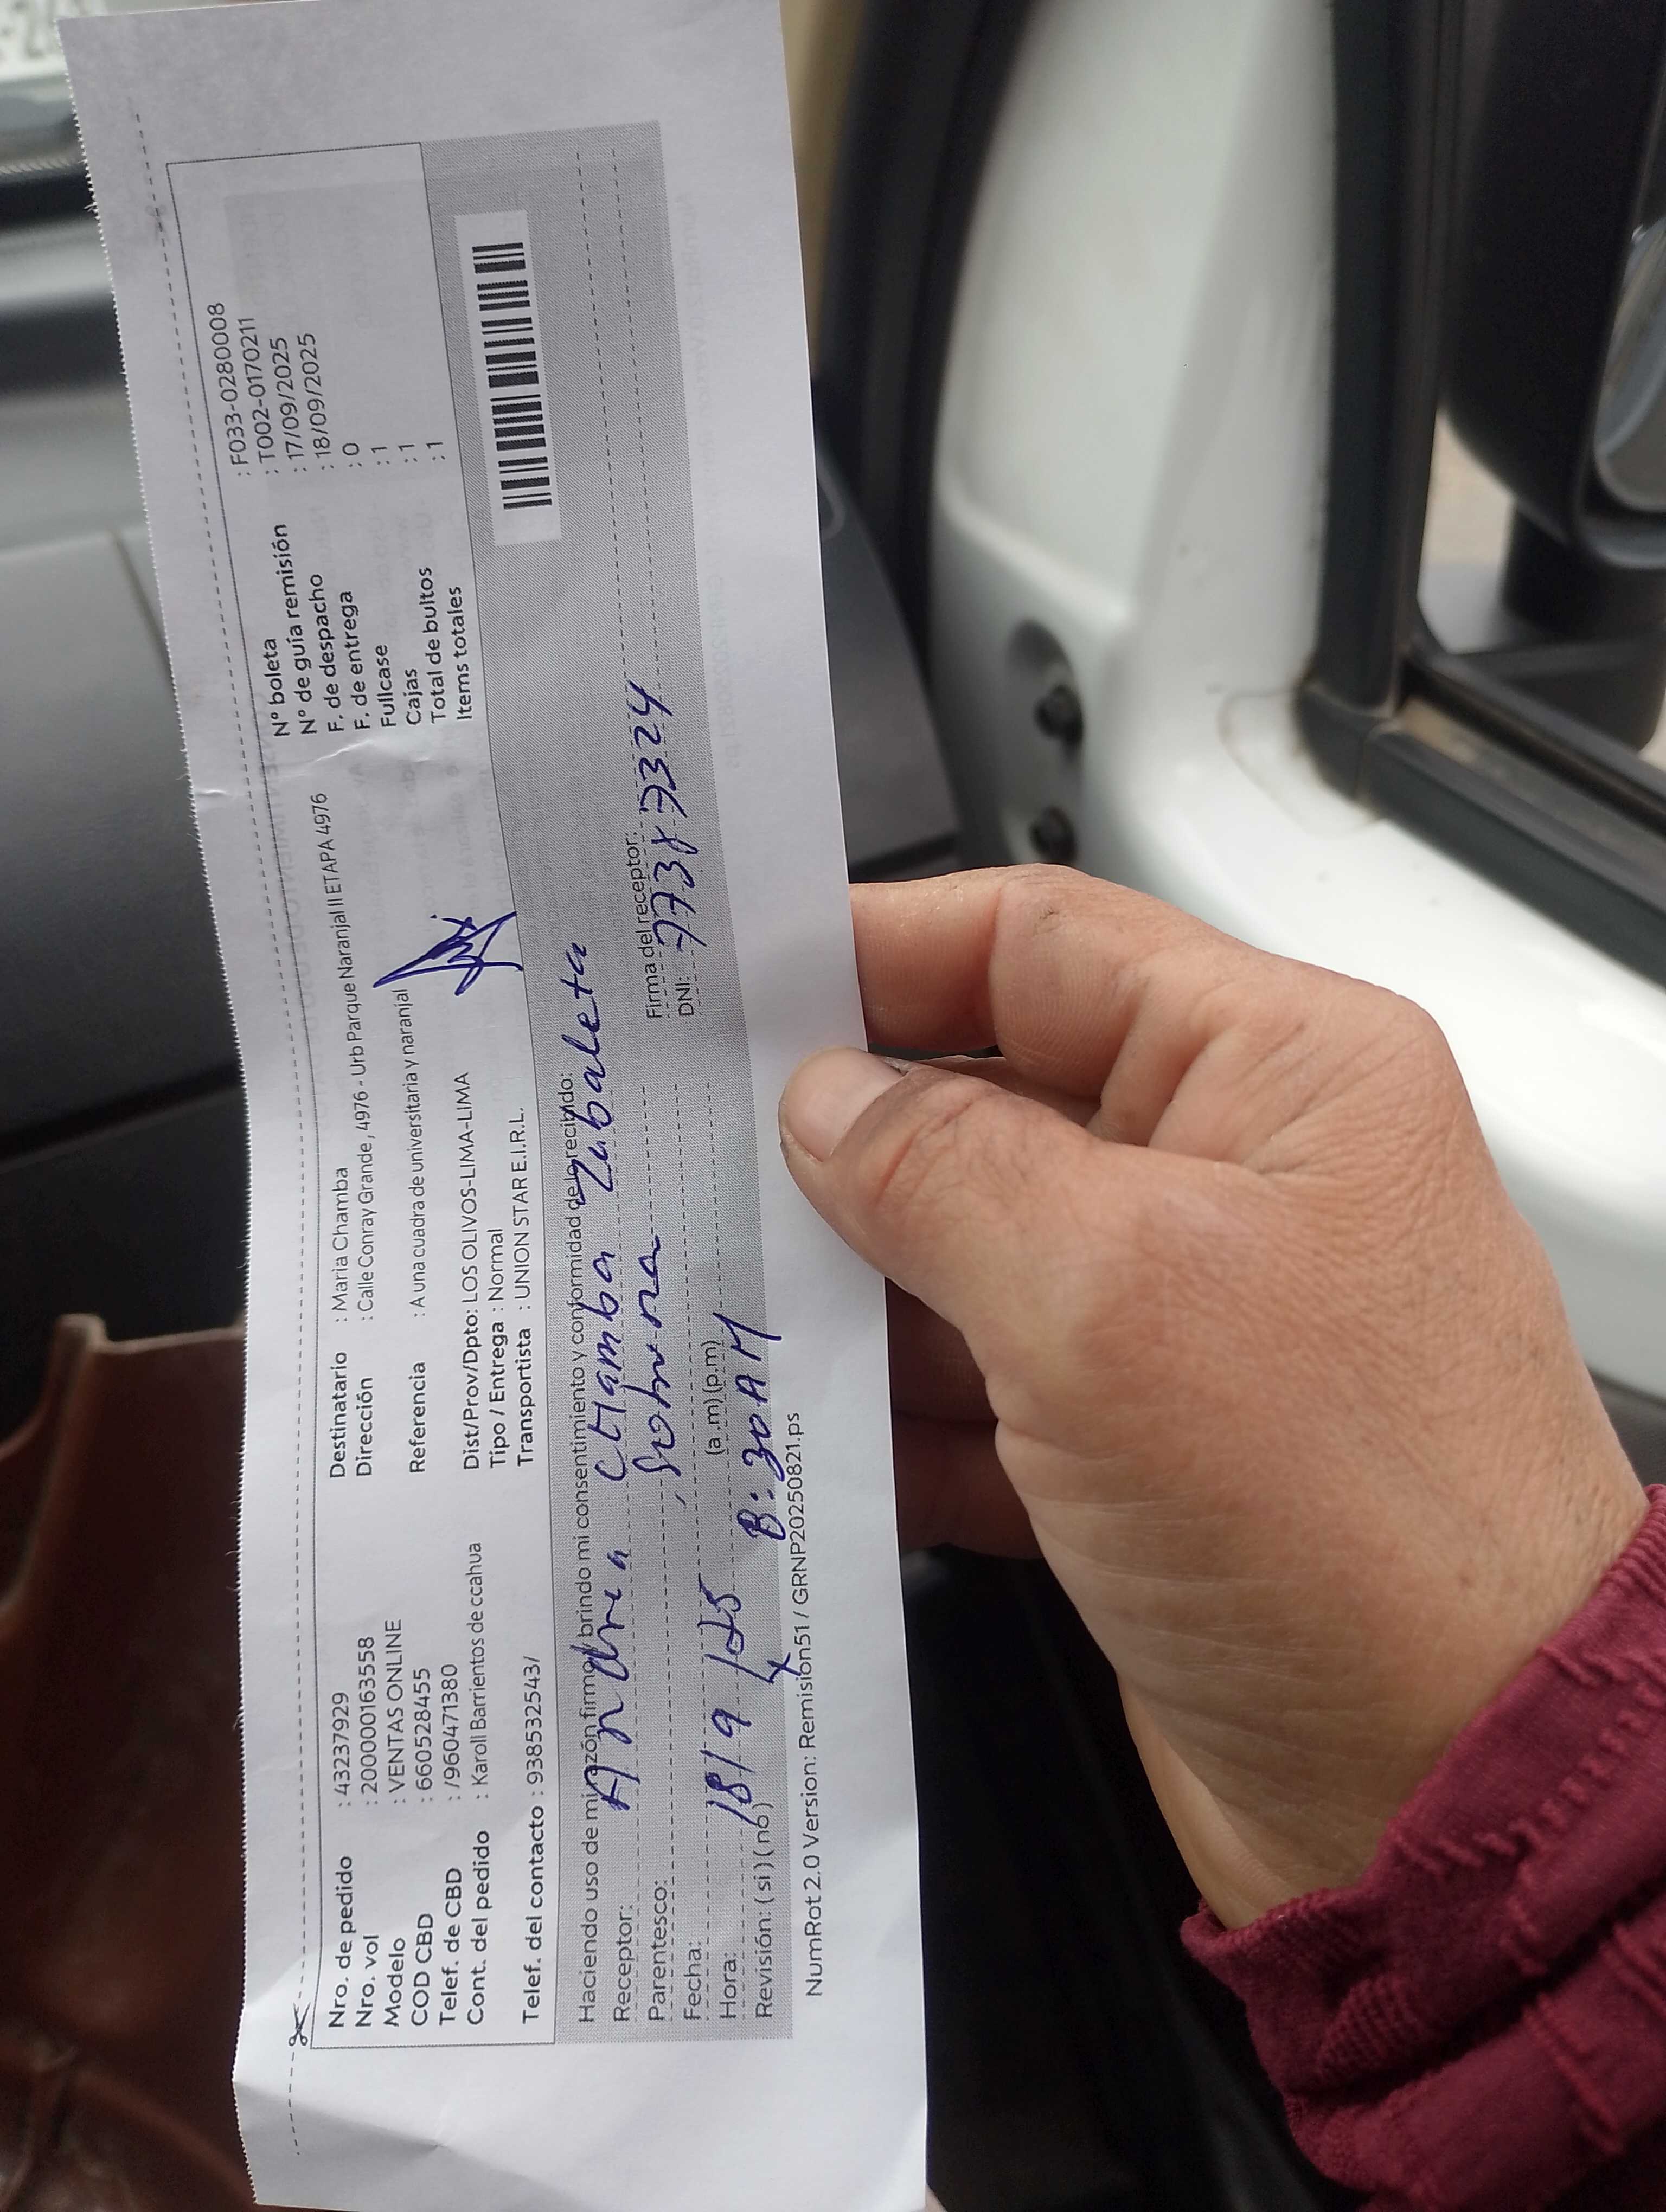 Nro. de pedido : 43237929
Nro. vol : 200000163558
Modelo : VENTAS ONLINE
COD CBD : 660528455
Telef. de CBD : /960471380
Cont. del pedido : Karoll Barrientos de ccahua
Telef. del contacto : 938532543/
Destinatario : Maria Chamba
Dirección : Calle Conray Grande , 4976 - Urb Parque Naranjal II ETAPA 4976
Referencia : A una cuadra de universitaria y naranjal
Dist/Prov/Dpto: LOS OLIVOS-LIMA-LIMA
Tipo / Entrega : Normal
Transportista : UNION STAR E.I.R.L.
N° boleta : F033-0280008
N° de guía remisión : T002-0170211
F. de despacho : 17/09/2025
F. de entrega : 18/09/2025
Fullcase : 0
Cajas : 1
Total de bultos : 1
Items totales : 1
Haciendo uso de mi razón firmo y brindo mi consentimiento y conformidad de lo recibido:
Receptor: Andrea CHamba Zubaleta
Parentesco: Sobrina
Fecha: 18/9/25
Hora: (a.m) (p.m) 8:30 AM
Revisión: ( si ) ( no )
Firma del receptor:
DNI: 77387324
NumRot 2.0 Version: Remision51 / GRNP20250821.ps